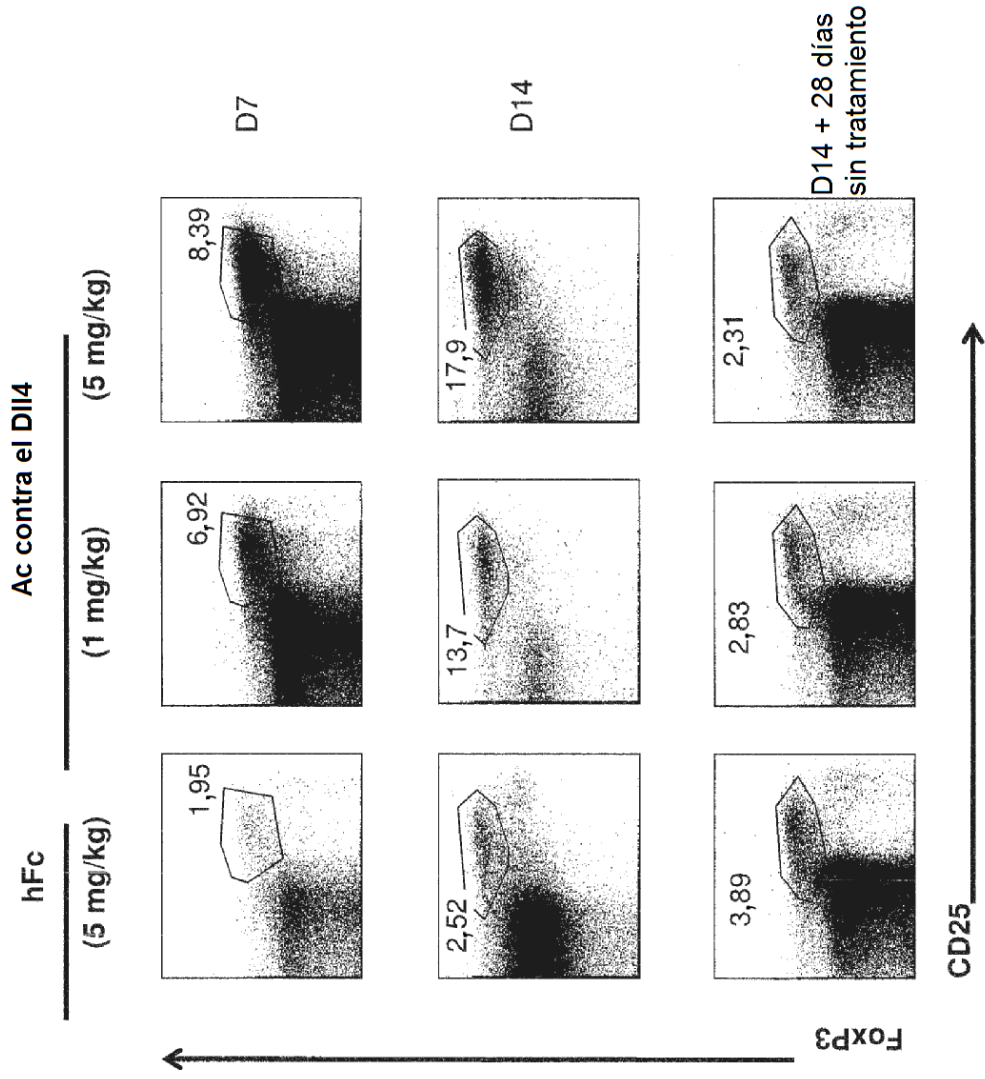 hFc
Ac contra el Dll4
(5 mg/kg)
(1 mg/kg)
(5 mg/kg)
1,95
6,92
8,39
D7
2,52
13,7
17,9
D14
3,89
2,83
2,31
D14 + 28 días
sin tratamiento
FoxP3
CD25